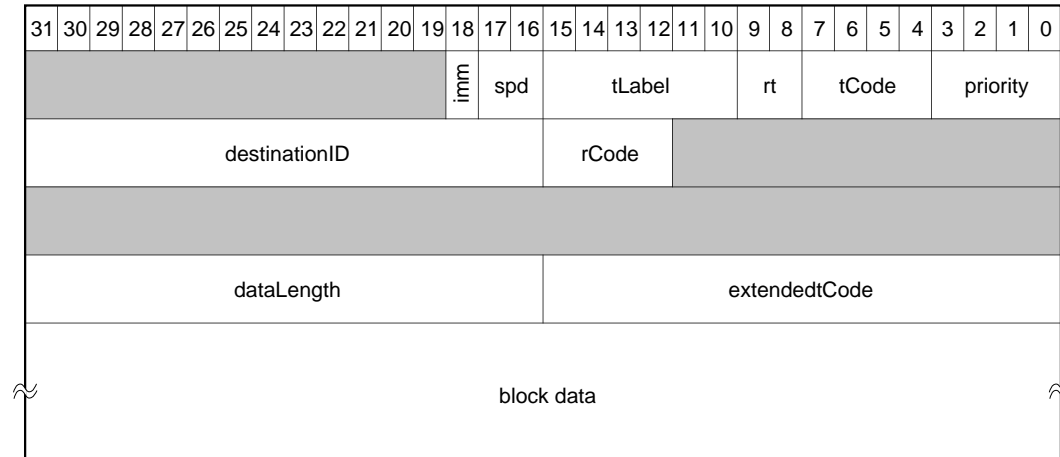 31 30 29 28 27 26 25 24 23 22 21 20 19 18 17 16 15 14 13 12 11 10 9 8 7 6 5 4 3 2 1 0
imm spd tLabel rt tCode priority
destinationID rCode
dataLength extendedtCode
block data